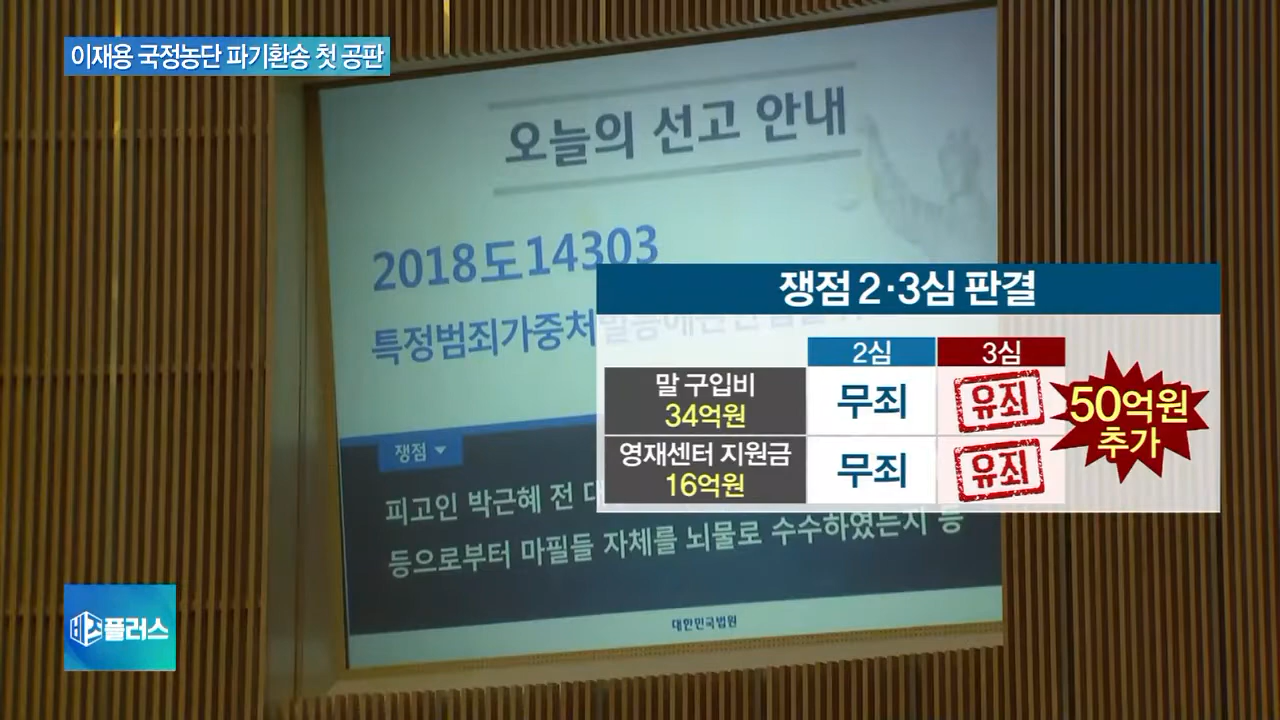 이재용 국정농단 파기환송 첫 공판
오늘의 선고 안내
2018도14303
특정범죄가중처
쟁점 2·3심 판결
2심
3심
말 구입비
34억원
무죄
유죄
영재센터 지원금
16억원
무죄
유죄
50억원
추가
쟁점
피고인 박근혜 전
등으로부터 마필들 자체를 뇌물로 수수하였는지 등
대한민국법원
비즈플러스